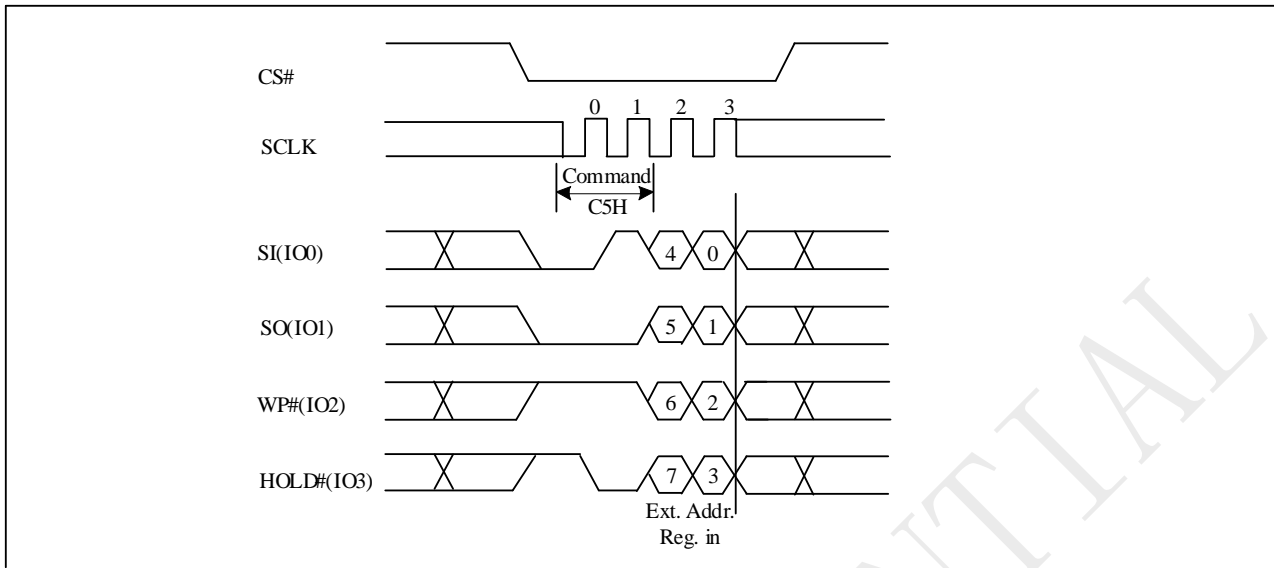 CS#
0 1 2 3
SCLK
Command
C5H
SI(IO0) 4 0
SO(IO1) 5 1
WP#(IO2) 6 2
HOLD#(IO3) 7 3
Ext. Addr.
Reg. in
NTIAL